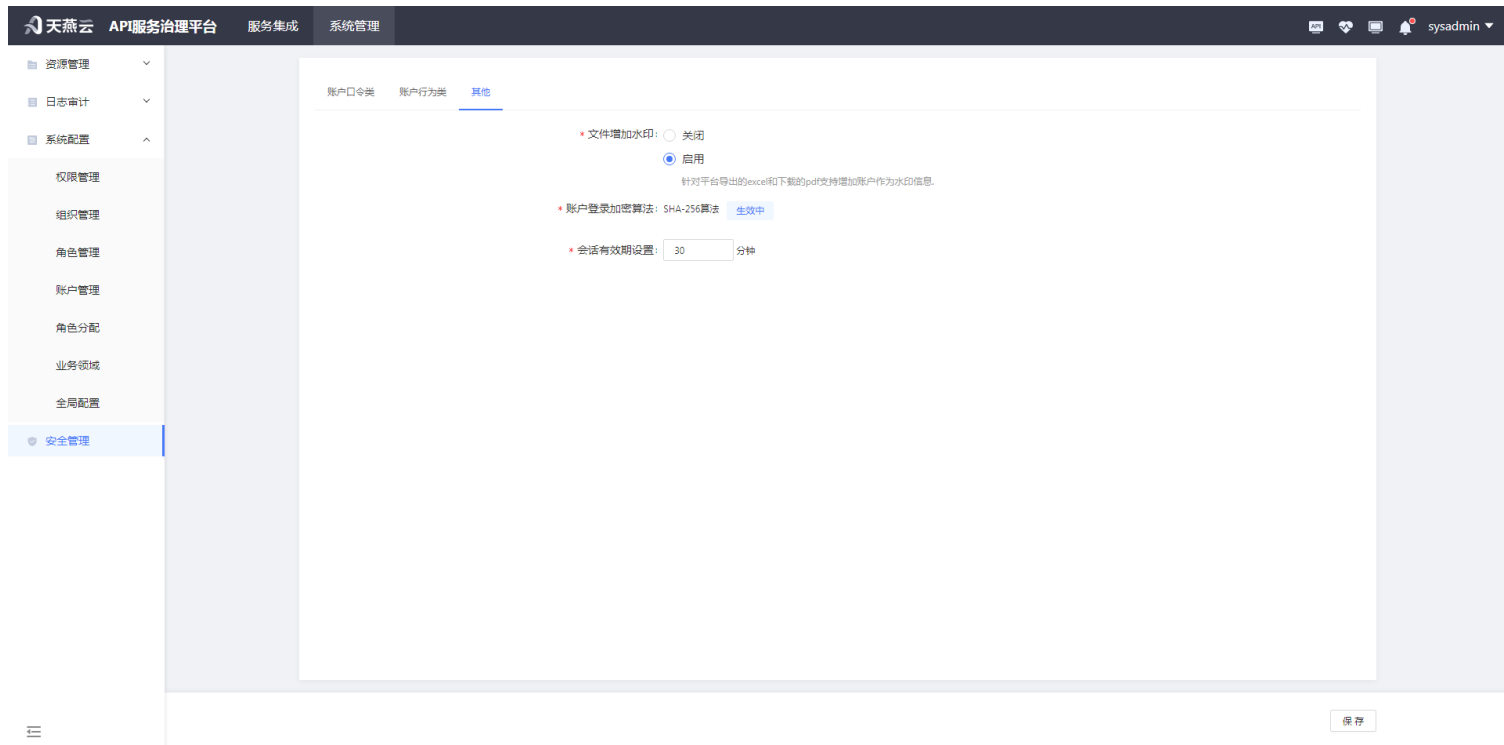 天燕云 API服务治理平台 服务集成 系统管理 API sysadmin
资源管理
日志审计
系统配置
权限管理
组织管理
角色管理
账户管理
角色分配
业务领域
全局配置
安全管理
账户口令类 账户行为类 其他
* 文件增加水印: 关闭
启用
针对平台导出的excel和下载的pdf支持增加账户作为水印信息.
* 账户登录加密算法: SHA-256算法 生效中
* 会话有效期设置: 30 分钟
保存